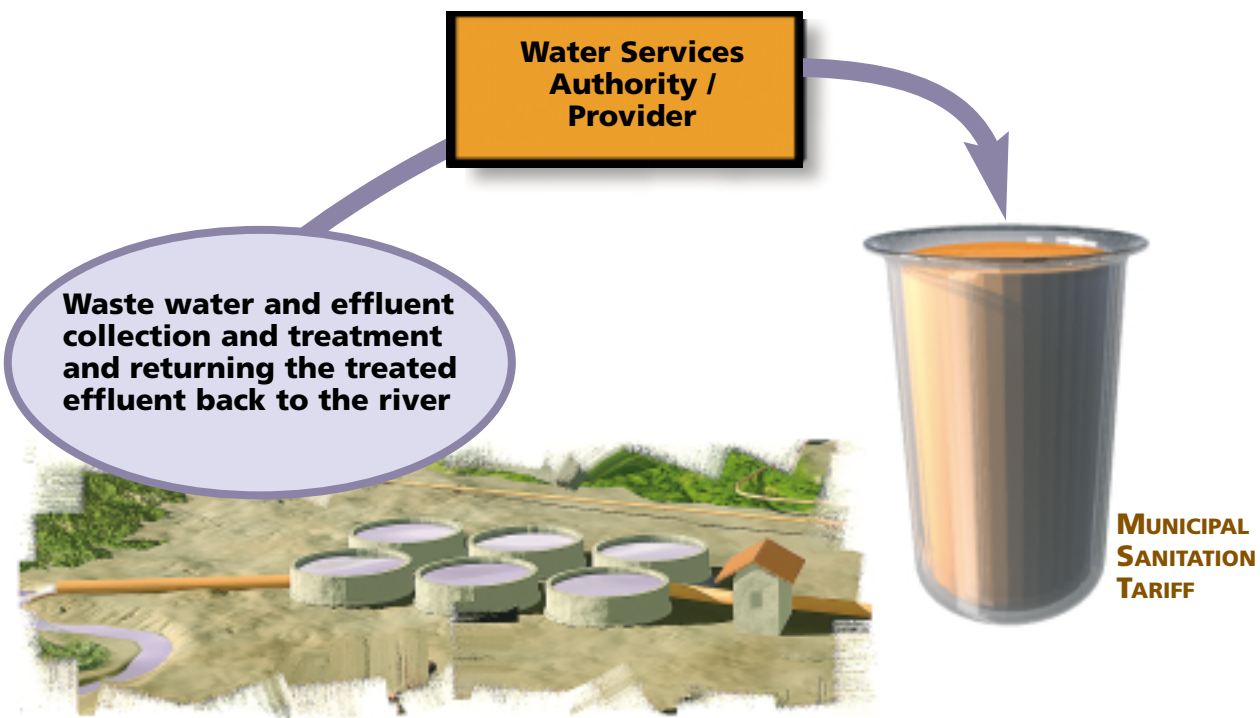 Water Services
Authority /
Provider
Waste water and effluent
collection and treatment
and returning the treated
effluent back to the river
MUNICIPAL
SANITATION
TARIFF